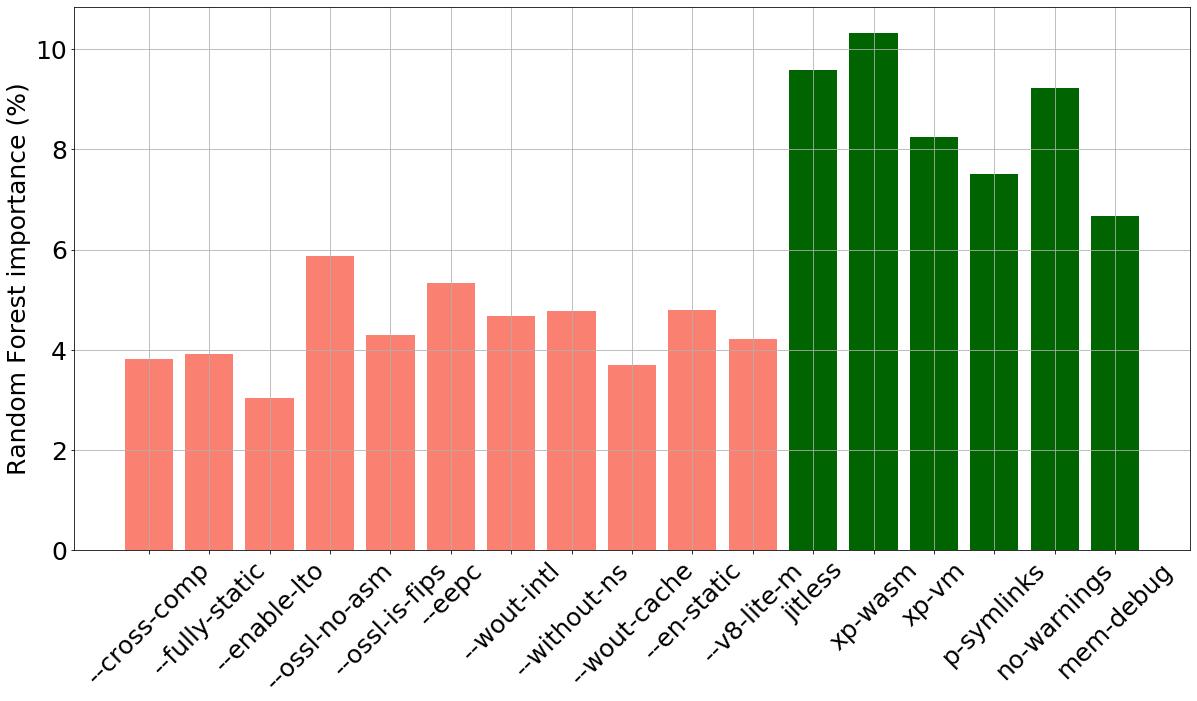 Random Forest importance (%)
10
8
6
4
2
0
--cross-comp
--fully-static
--enable-lto
--ossl-no-asm
--ossl-is-fips
--eepc
--wout-intl
--without-ns
--wout-cache
--en-static
--v8-lite-m
jitless
xp-wasm
xp-vm
p-symlinks
no-warnings
mem-debug